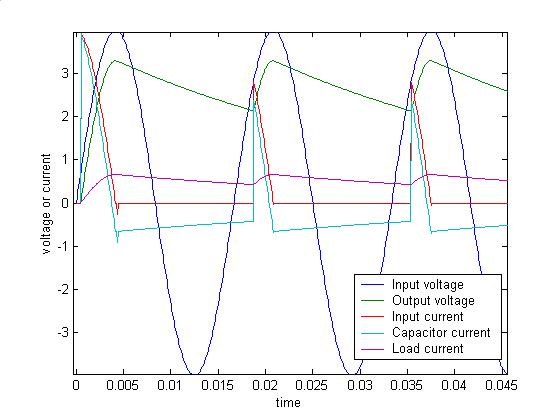 3
2
1
0
-1
-2
-3
voltage or current
0 0.005 0.01 0.015 0.02 0.025 0.03 0.035 0.04 0.045
time
Input voltage
Output voltage
Input current
Capacitor current
Load current